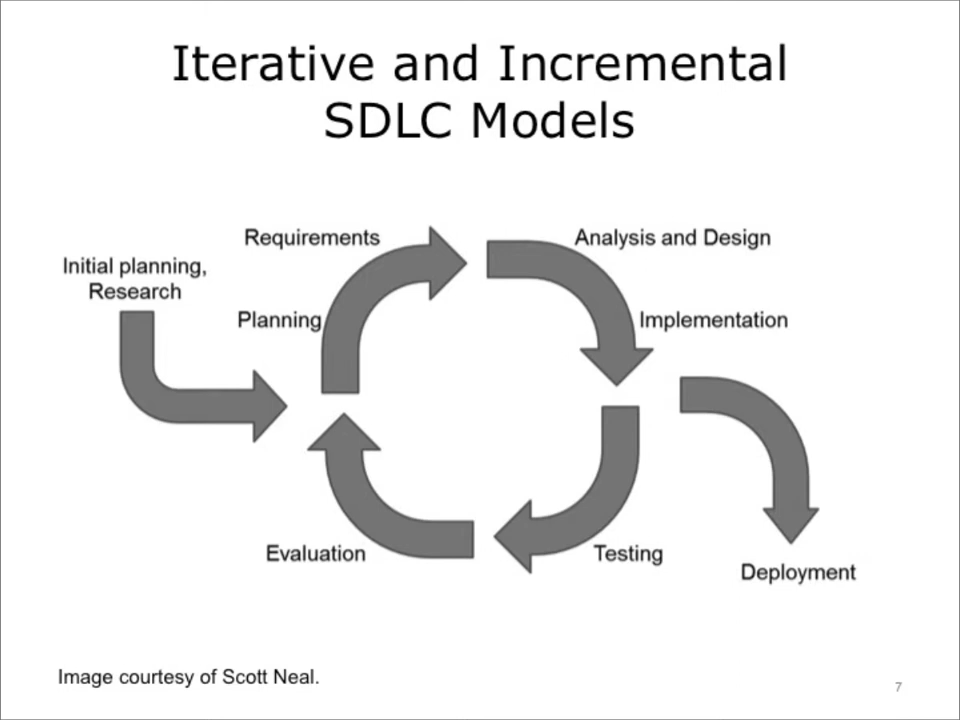 Iterative and Incremental
SDLC Models
Requirements
Analysis and Design
Initial planning,
Research
Planning
Implementation
Evaluation
Testing
Deployment
Image courtesy of Scott Neal.
7